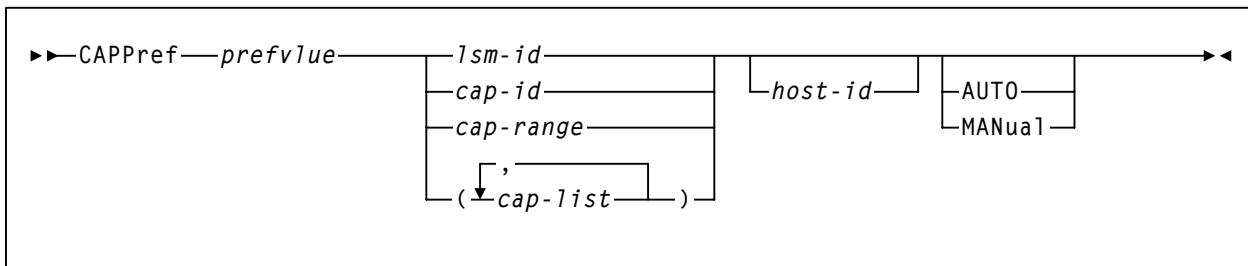 CAPPref prefvlue lsm-id
cap-id host-id AUTO
cap-range MANual
,
( cap-list )